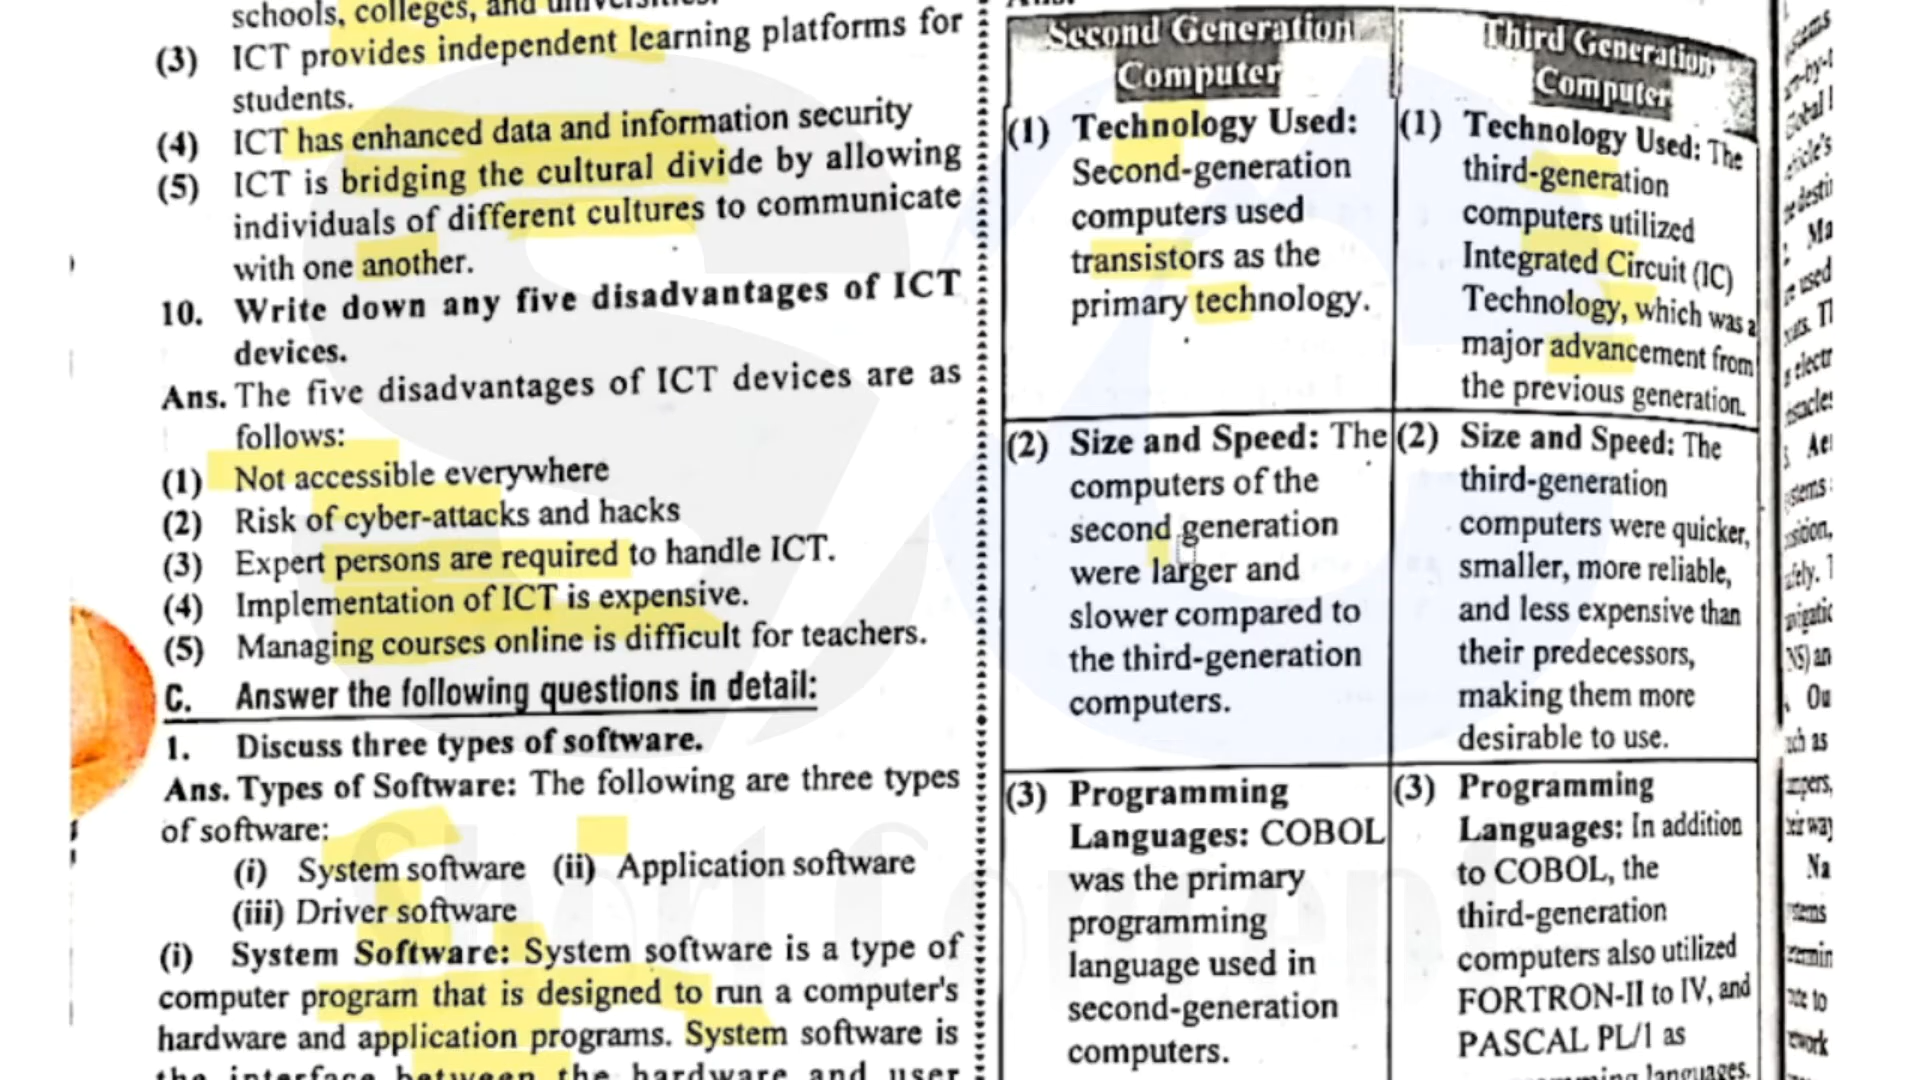 schools, colleges, and universities.
(3) ICT provides independent learning platforms for
students.
(4) ICT has enhanced data and information security
(5) ICT is bridging the cultural divide by allowing
individuals of different cultures to communicate
with one another.
10. Write down any five disadvantages of ICT
devices.
Ans. The five disadvantages of ICT devices are as
follows:
(1) Not accessible everywhere
(2) Risk of cyber-attacks and hacks
(3) Expert persons are required to handle ICT.
(4) Implementation of ICT is expensive.
(5) Managing courses online is difficult for teachers.
C. Answer the following questions in detail:
1. Discuss three types of software.
Ans. Types of Software: The following are three types
of software:
(i) System software (ii) Application software
(iii) Driver software
(i) System Software: System software is a type of
computer program that is designed to run a computer's
hardware and application programs. System software is
the interface between the hardware and user
Second Generation
Computer
(1) Technology Used:
Second-generation
computers used
transistors as the
primary technology.
(2) Size and Speed: The
computers of the
second generation
were larger and
slower compared to
the third-generation
computers.
(3) Programming
Languages: COBOL
was the primary
programming
language used in
second-generation
computers.
Third Generation
Computer
(1) Technology Used: The
third-generation
computers utilized
Integrated Circuit (IC)
Technology, which was a
major advancement from
the previous generation.
(2) Size and Speed: The
third-generation
computers were quicker,
smaller, more reliable,
and less expensive than
their predecessors,
making them more
desirable to use.
(3) Programming
Languages: In addition
to COBOL, the
third-generation
computers also utilized
FORTRON-II to IV, and
PASCAL PL/1 as
languages.